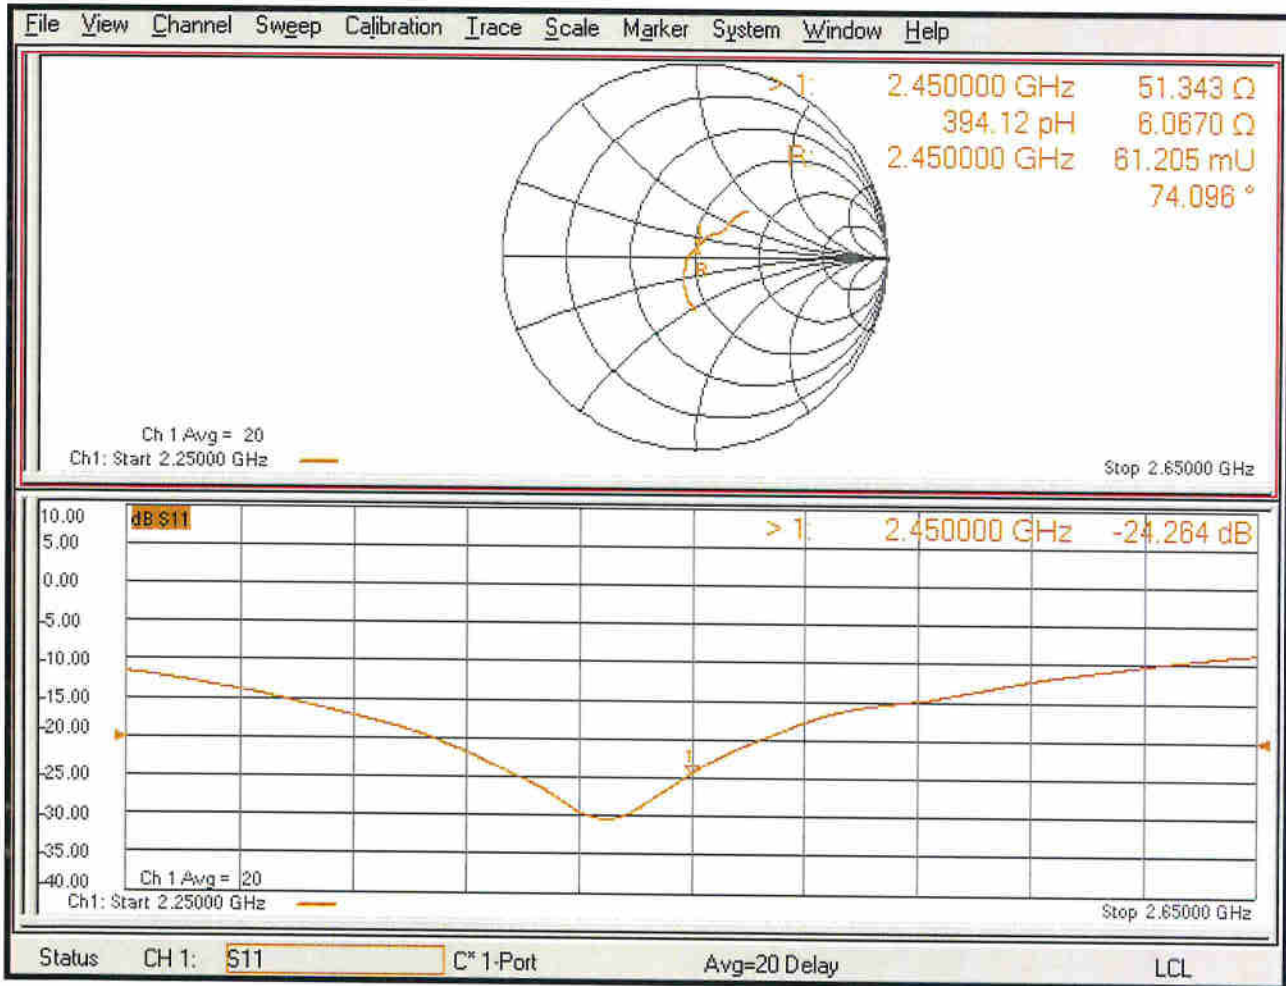 File View Channel Sweep Calibration Trace Scale Marker System Window Help
> 1: 2.450000 GHz 51.343 Ω
394.12 pH 6.0670 Ω
R: 2.450000 GHz 61.205 mU
74.096 °
R
Ch 1 Avg = 20
Ch1: Start 2.25000 GHz
Stop 2.65000 GHz
10.00
dB S11
> 1: 2.450000 GHz -24.264 dB
5.00
0.00
-5.00
-10.00
-15.00
-20.00
1
-25.00
-30.00
-35.00
-40.00
Ch 1 Avg = 20
Ch1: Start 2.25000 GHz
Stop 2.65000 GHz
Status CH 1: S11 C* 1-Port Avg=20 Delay LCL